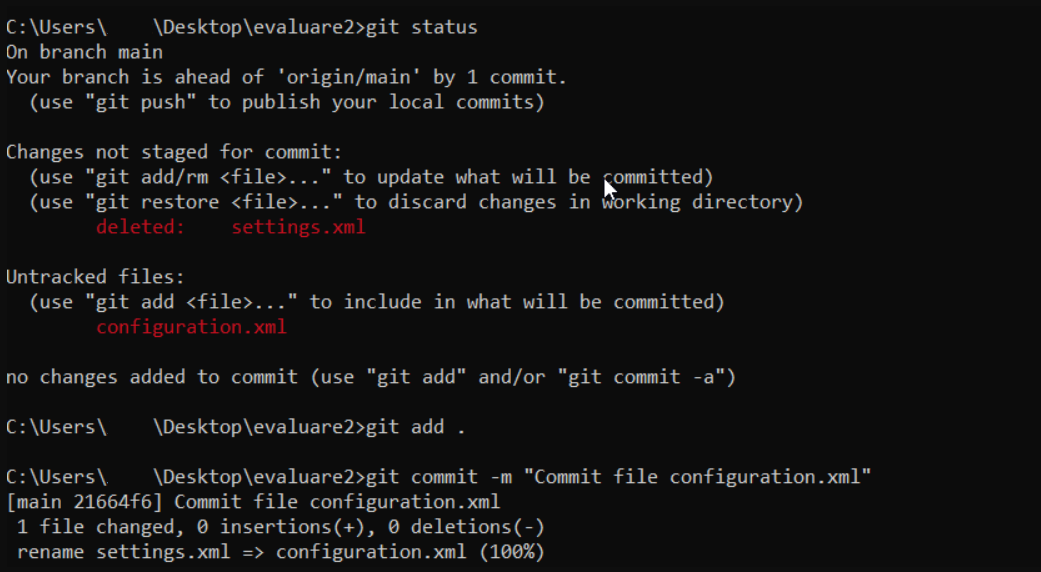 C:\Users\    \Desktop\evaluare2>git status
On branch main
Your branch is ahead of 'origin/main' by 1 commit.
  (use "git push" to publish your local commits)

Changes not staged for commit:
  (use "git add/rm <file>..." to update what will be committed)
  (use "git restore <file>..." to discard changes in working directory)
        deleted:    settings.xml

Untracked files:
  (use "git add <file>..." to include in what will be committed)
        configuration.xml

no changes added to commit (use "git add" and/or "git commit -a")

C:\Users\    \Desktop\evaluare2>git add .

C:\Users\    \Desktop\evaluare2>git commit -m "Commit file configuration.xml"
[main 21664f6] Commit file configuration.xml
 1 file changed, 0 insertions(+), 0 deletions(-)
 rename settings.xml => configuration.xml (100%)